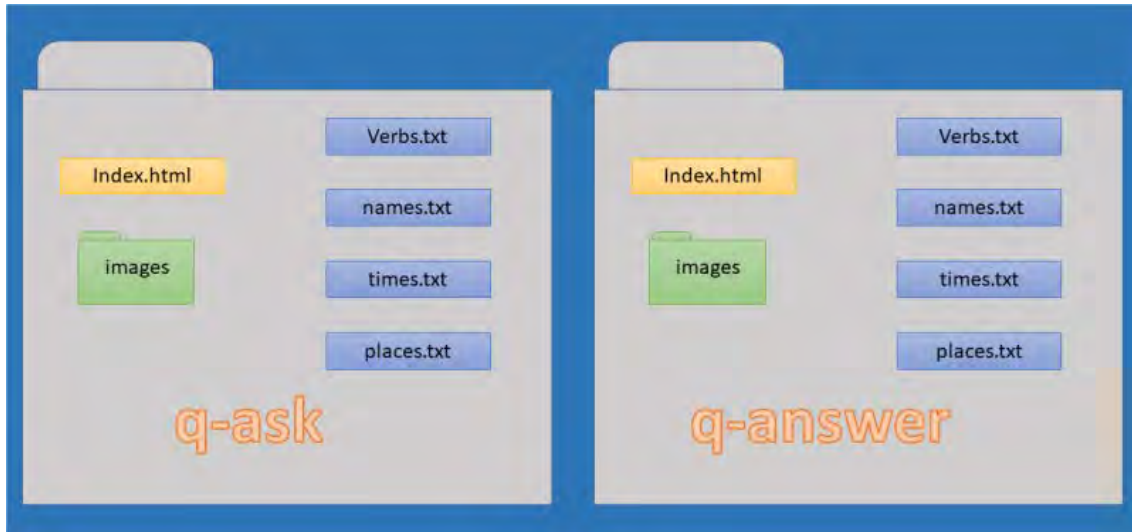 Index.html
images
Verbs.txt
names.txt
times.txt
places.txt
q-ask
Index.html
images
Verbs.txt
names.txt
times.txt
places.txt
q-answer